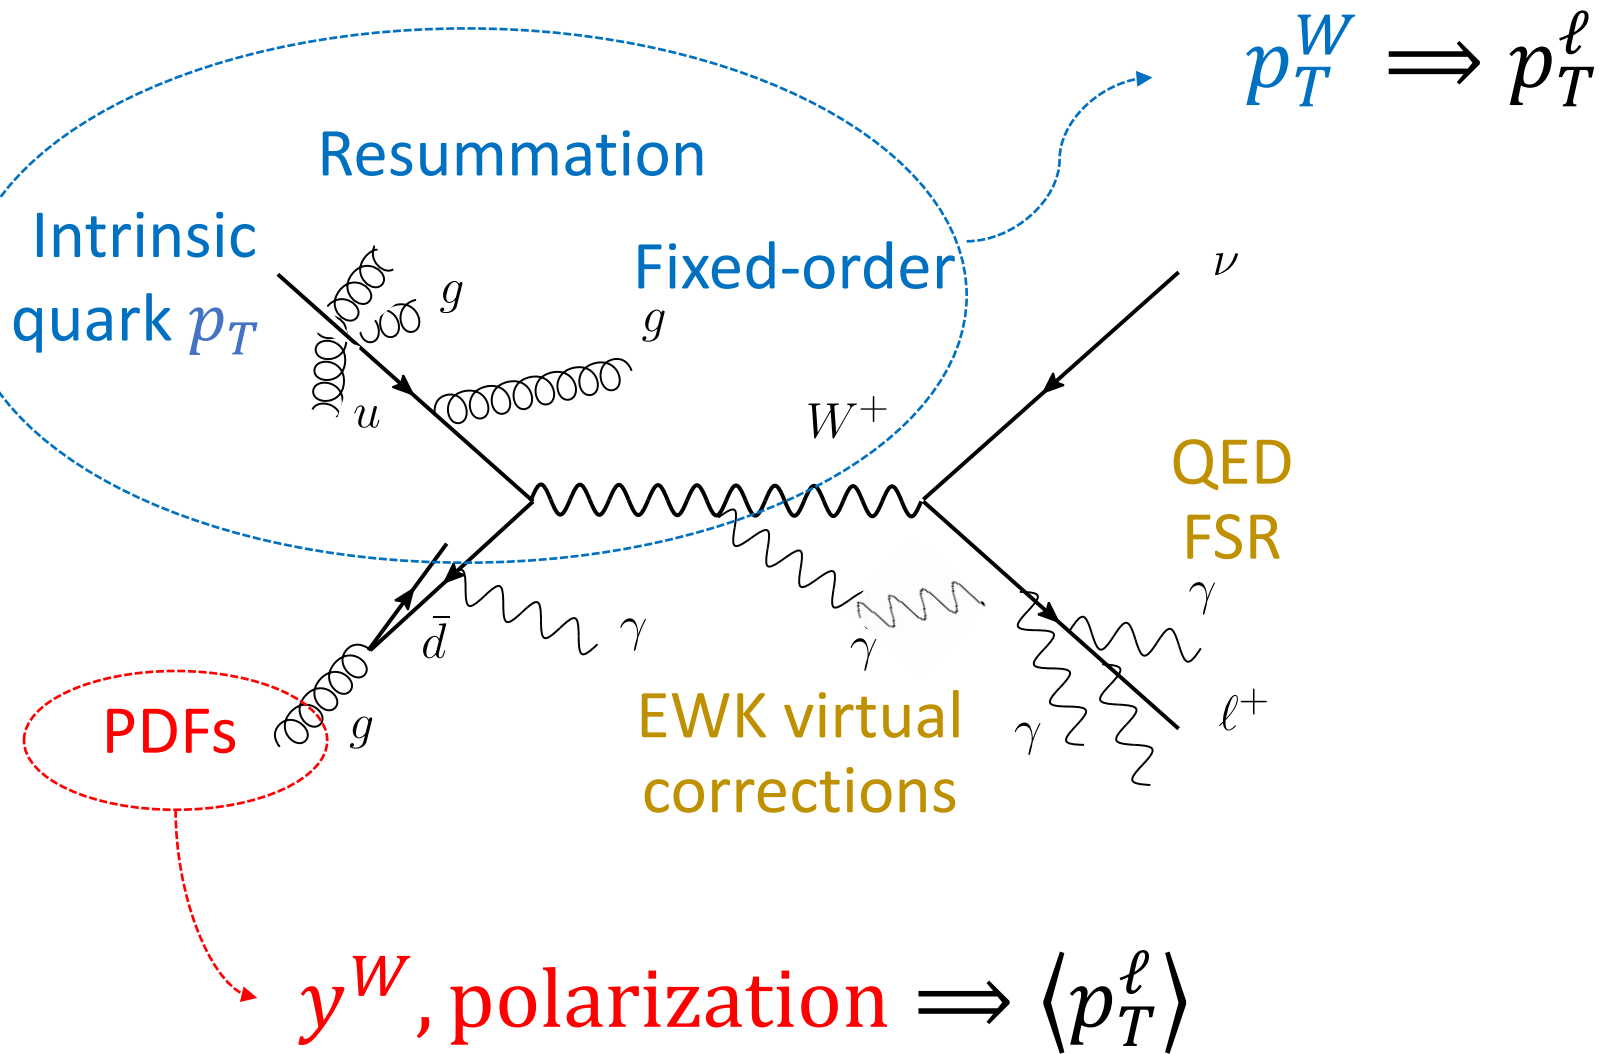 p_T^W ⟹ p_T^ℓ
Resummation
Intrinsic
quark p_T
Fixed-order
g
g
ν
u
W⁺
QED
FSR
γ
d̄
γ
γ
EWK virtual
corrections
γ
ℓ⁺
PDFs
g
y^W, polarization ⟹ ⟨p_T^ℓ⟩